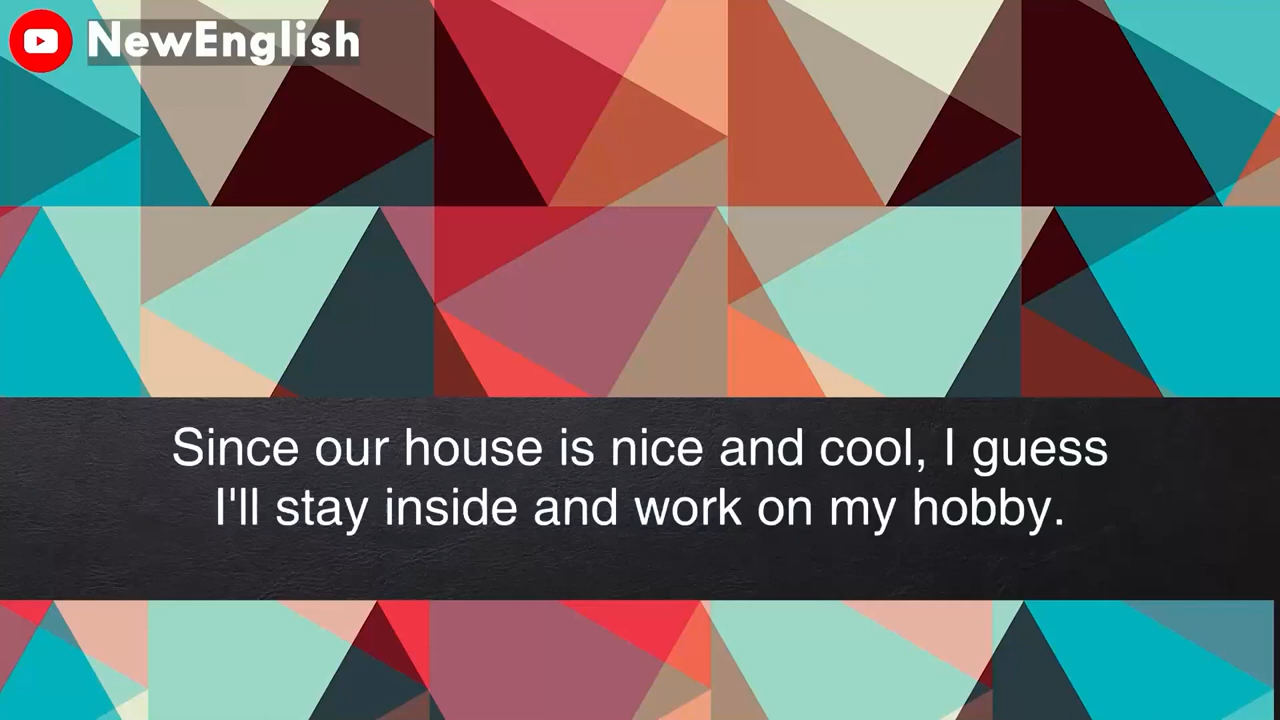 NewEnglish
Since our house is nice and cool, I guess
I'll stay inside and work on my hobby.